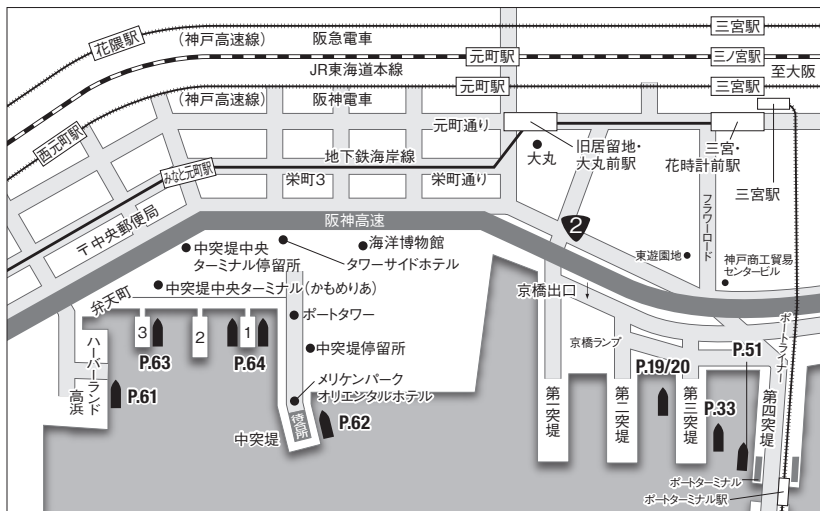 花隈駅
(神戸高速線)
阪急電車
三宮駅
元町駅
三ノ宮駅
JR東海道本線
至大阪
元町駅
三宮駅
(神戸高速線)
阪神電車
西元町駅
元町通り
旧居留地・
大丸前駅
三宮・
花時計前駅
三宮駅
大丸
地下鉄海岸線
みなと元町駅
栄町3
栄町通り
フラワーロード
〒中央郵便局
阪神高速
2
中突堤中央
ターミナル停留所
タワーサイドホテル
海洋博物館
東遊園地
神戸商工貿易
センタービル
弁天町
中突堤中央ターミナル(かもめりあ)
京橋出口
ポートタワー
ポートライナー
3
2
1
P.63
P.64
中突堤停留所
京橋ランプ
P.51
ハーバーランド
高浜
P.61
メリケンパーク
オリエンタルホテル
P.19/20
第一突堤
第二突堤
第三突堤
P.33
第四突堤
中突堤
待合所
P.62
ポートターミナル
ポートターミナル駅